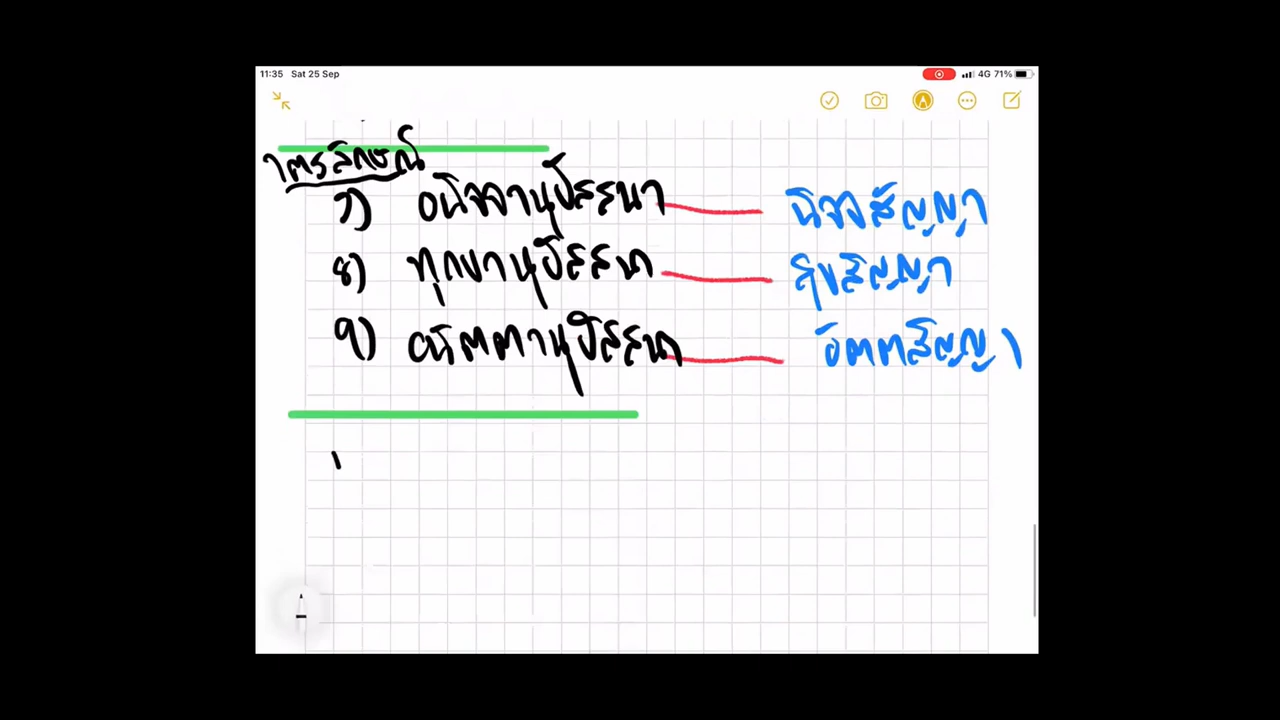 11:35 Sat 25 Sep 4G 71%
ไตรลักษณ์
7) อนิจจานุปัสสนา นิจจสัญญา
8) ทุกขานุปัสสนา สุขสัญญา
9) อนัตตานุปัสสนา อัตตสัญญา